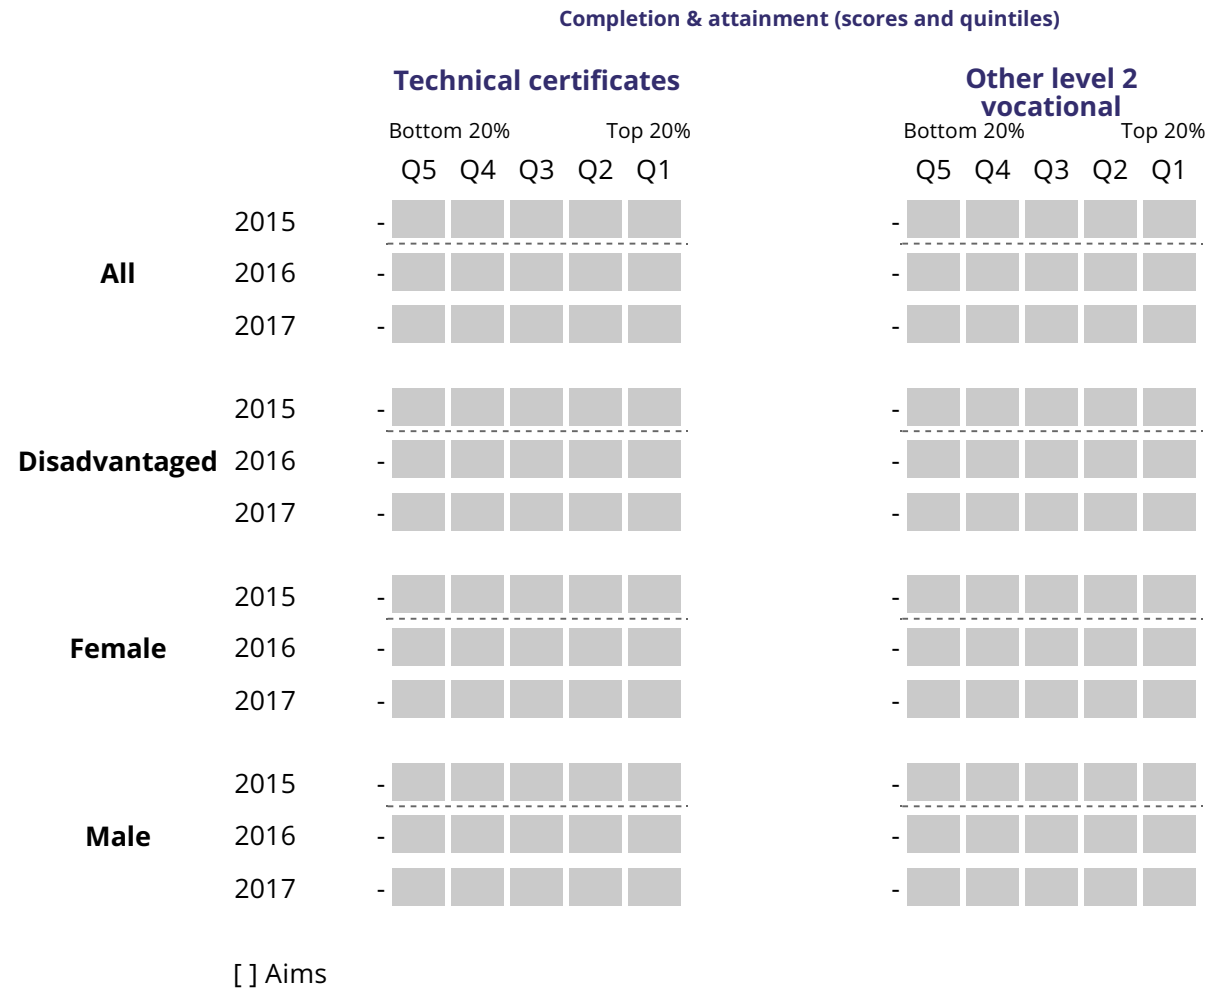 Completion & attainment (scores and quintiles)
Technical certificates
Other level 2
vocational
Bottom 20% Top 20% Bottom 20% Top 20%
Q5 Q4 Q3 Q2 Q1 Q5 Q4 Q3 Q2 Q1
2015 - -
All 2016 - -
2017 - -
2015 - -
Disadvantaged 2016 - -
2017 - -
2015 - -
Female 2016 - -
2017 - -
2015 - -
Male 2016 - -
2017 - -
[ ] Aims